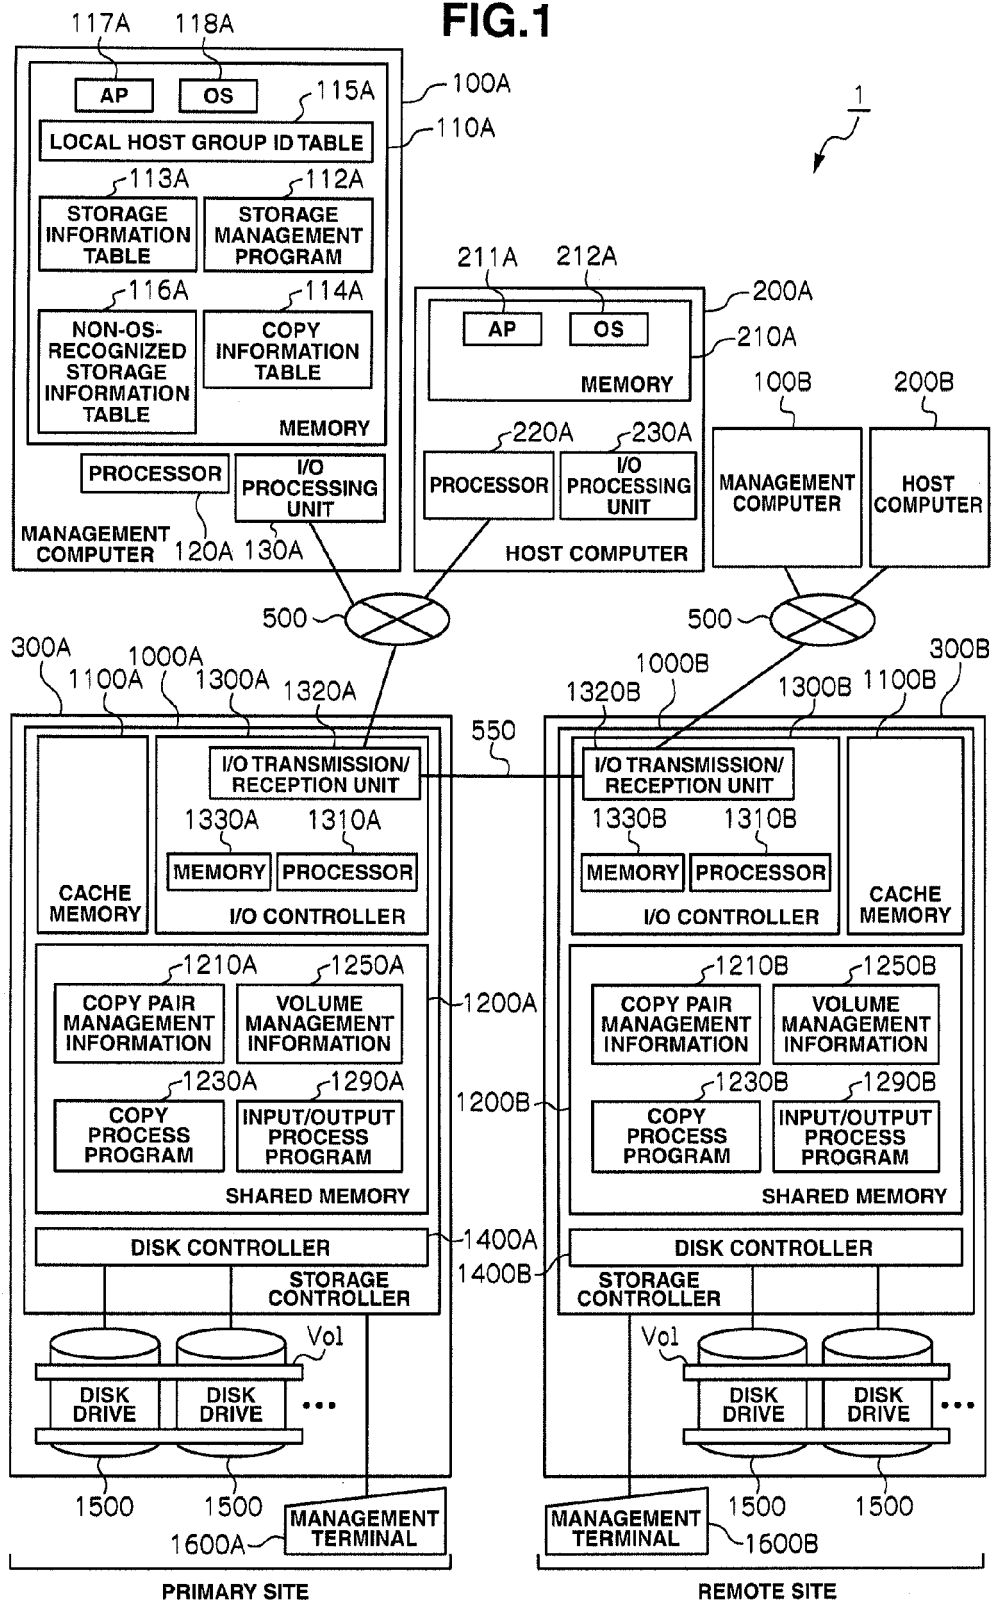 FIG.1
117A
118A
AP
OS
100A
1
115A
110A
LOCAL HOST GROUP ID TABLE
113A
112A
STORAGE
INFORMATION
TABLE
STORAGE
MANAGEMENT
PROGRAM
116A
114A
NON-OS-
RECOGNIZED
STORAGE
INFORMATION
TABLE
COPY
INFORMATION
TABLE
MEMORY
PROCESSOR
I/O
PROCESSING
UNIT
MANAGEMENT
COMPUTER
120A
130A
211A
212A
200A
AP
OS
210A
MEMORY
220A
230A
PROCESSOR
I/O
PROCESSING
UNIT
HOST COMPUTER
100B
200B
MANAGEMENT
COMPUTER
HOST
COMPUTER
500
500
300A
1000A
1100A
1300A
1320A
I/O TRANSMISSION/
RECEPTION UNIT
1330A
1310A
MEMORY
PROCESSOR
CACHE
MEMORY
I/O CONTROLLER
550
1000B
300B
1320B
1300B
1100B
I/O TRANSMISSION/
RECEPTION UNIT
1330B
1310B
MEMORY
PROCESSOR
I/O CONTROLLER
CACHE
MEMORY
1210A
1250A
1200A
COPY PAIR
MANAGEMENT
INFORMATION
VOLUME
MANAGEMENT
INFORMATION
1230A
1290A
COPY
PROCESS
PROGRAM
INPUT/OUTPUT
PROCESS
PROGRAM
SHARED MEMORY
1210B
1250B
COPY PAIR
MANAGEMENT
INFORMATION
VOLUME
MANAGEMENT
INFORMATION
1200B
1230B
1290B
COPY
PROCESS
PROGRAM
INPUT/OUTPUT
PROCESS
PROGRAM
SHARED MEMORY
DISK CONTROLLER
1400A
STORAGE
CONTROLLER
1400B
DISK CONTROLLER
STORAGE
CONTROLLER
Vol
DISK
DRIVE
DISK
DRIVE
•••
1500
1500
Vol
DISK
DRIVE
DISK
DRIVE
•••
1500
1500
1600A
MANAGEMENT
TERMINAL
MANAGEMENT
TERMINAL
1600B
PRIMARY SITE
REMOTE SITE